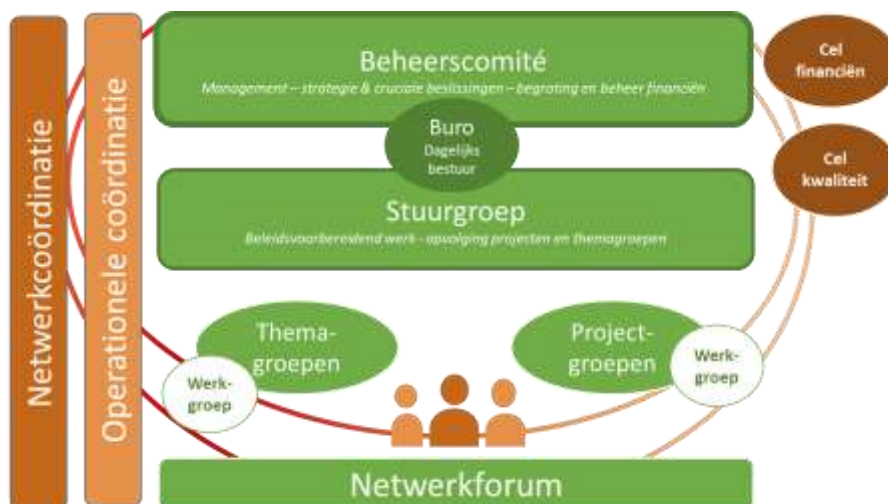 Netwerkcoördinatie
Operationele coördinatie
Beheerscomité
Management – strategie & cruciale beslissingen – begroting en beheer financiën
Buro
Dagelijks
bestuur
Stuurgroep
Beleidsvoorbereidend werk - opvolging projecten en themagroepen
Cel
financiën
Cel
kwaliteit
Thema-
groepen
Werk-
groep
Project-
groepen
Werk-
groep
Netwerkforum